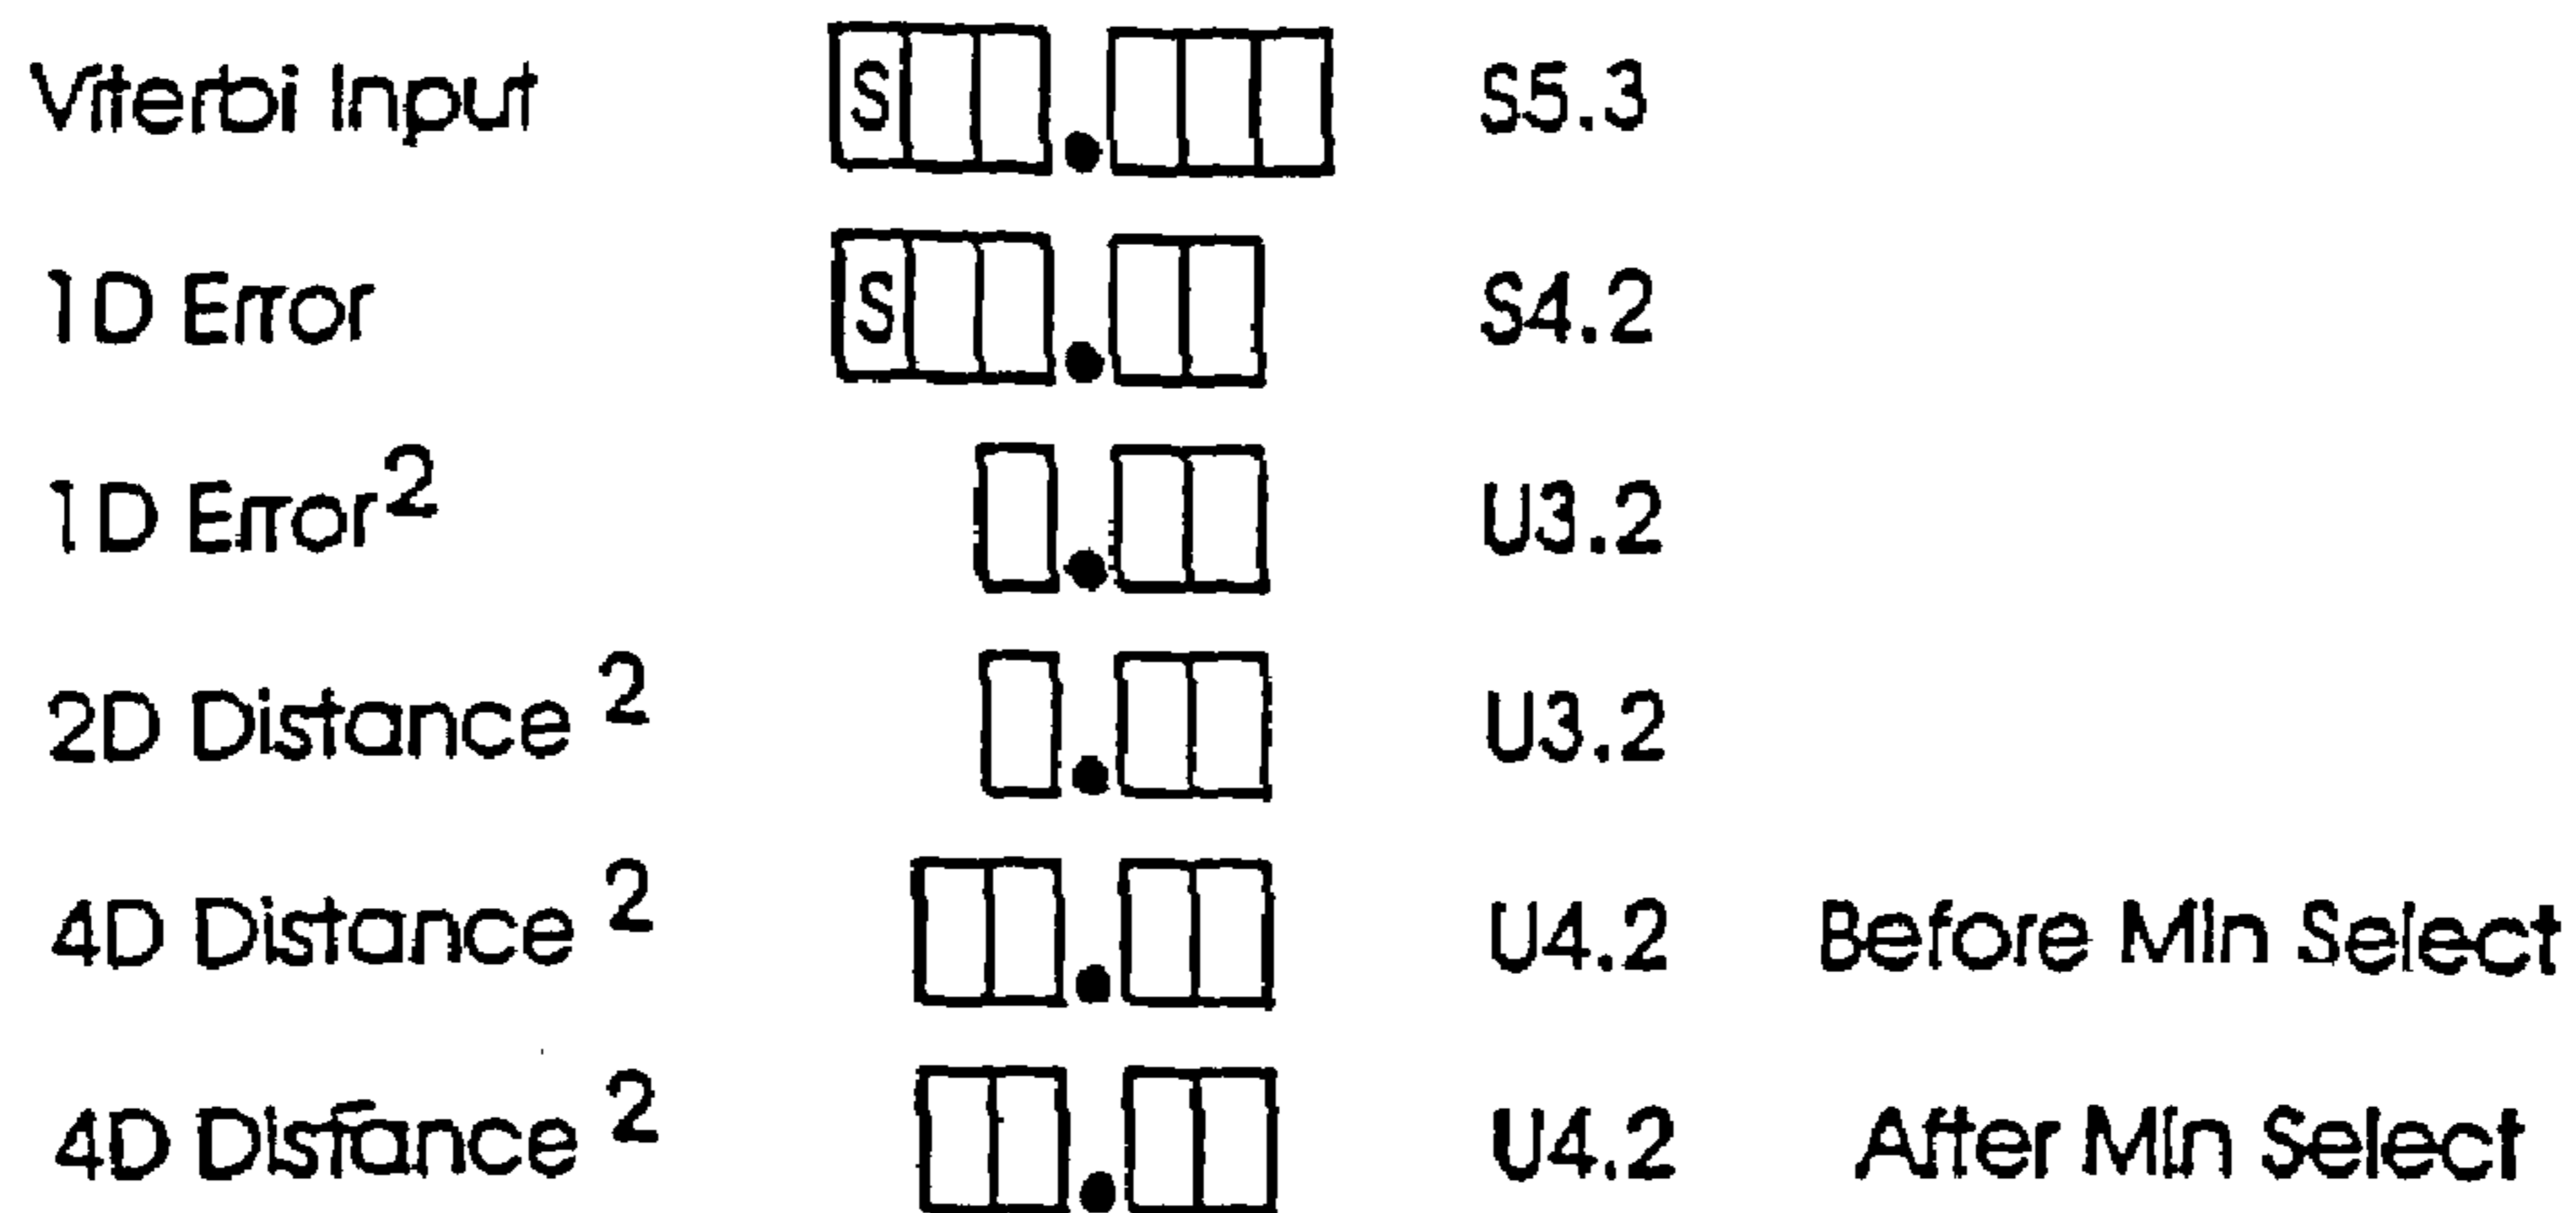 Viterbi Input S . S5.3
1D Error S . S4.2
1D Error² . U3.2
2D Distance ² . U3.2
4D Distance ² . U4.2 Before Min Select
4D Distance ² . U4.2 After Min Select